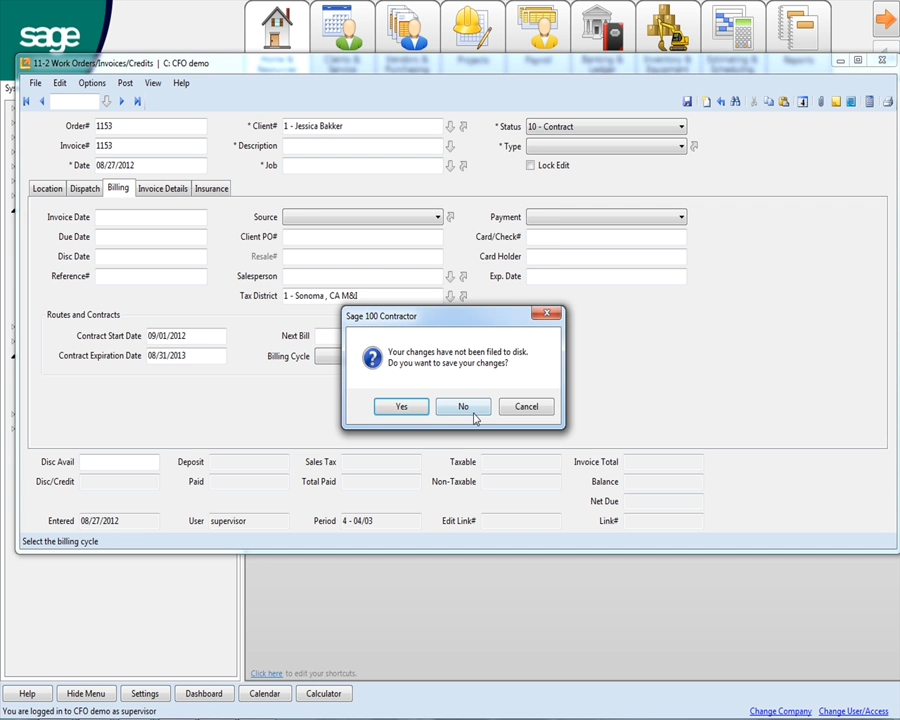 sage
11-2 Work Orders/Invoices/Credits | C: CFO demo
File Edit Options Post View Help
Order# 1153 * Client# 1 - Jessica Bakker * Status 10 - Contract
Invoice# 1153 * Description * Type
* Date 08/27/2012 * Job Lock Edit
Location Dispatch Billing Invoice Details Insurance
Invoice Date Source Payment
Due Date Client PO# Card/Check#
Disc Date Resale# Card Holder
Reference# Salesperson Exp. Date
Tax District 1 - Sonoma , CA M&I
Routes and Contracts
Contract Start Date 09/01/2012 Next Bill
Contract Expiration Date 08/31/2013 Billing Cycle
Sage 100 Contractor
Your changes have not been filed to disk.
Do you want to save your changes?
Yes No Cancel
Disc Avail Deposit Sales Tax Taxable Invoice Total
Disc/Credit Paid Total Paid Non-Taxable Balance
Net Due
Entered 08/27/2012 User supervisor Period 4 - 04/03 Edit Link# Link#
Select the billing cycle
Click here to edit your shortcuts.
Help Hide Menu Settings Dashboard Calendar Calculator
You are logged in to CFO demo as supervisor Change Company Change User/Access